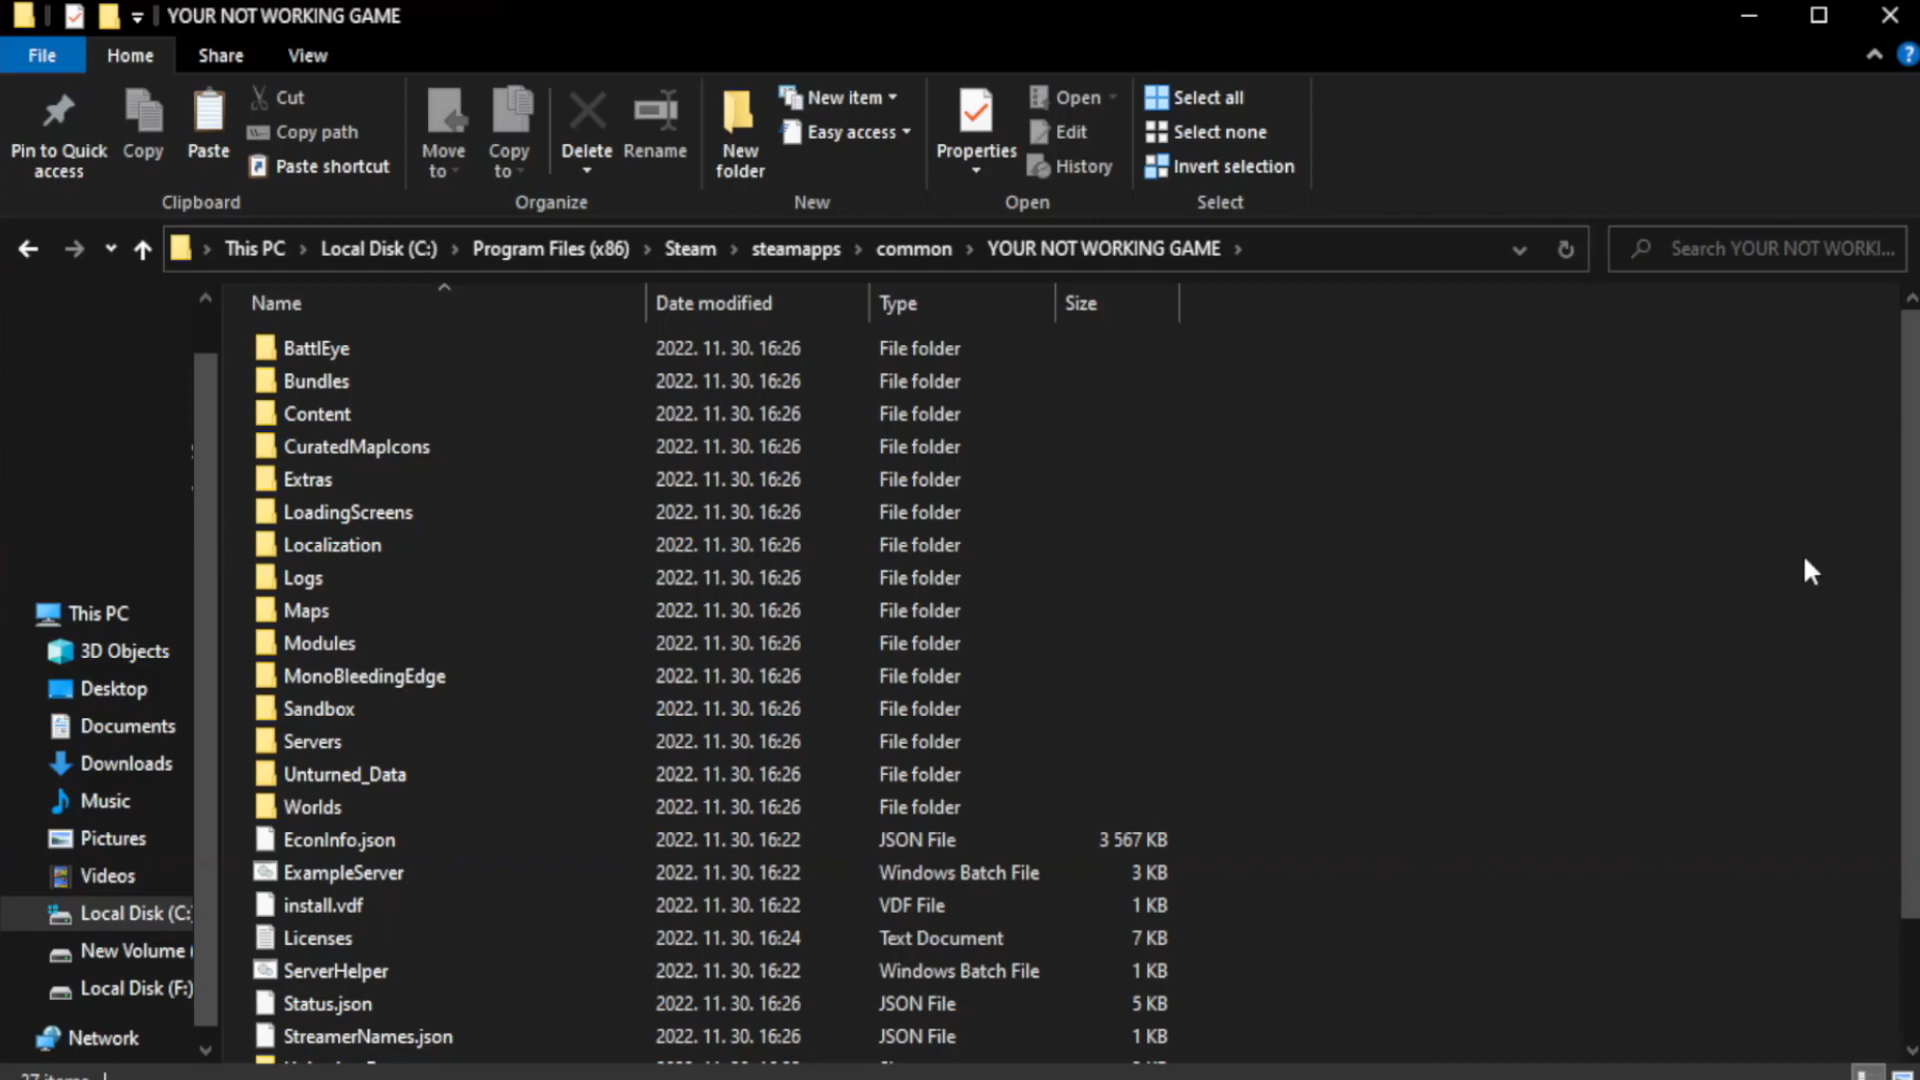 YOUR NOT WORKING GAME
File Home Share View
Pin to Quick access
Copy
Paste
Cut
Copy path
Paste shortcut
Clipboard
Move to
Copy to
Delete
Rename
Organize
New folder
New item
Easy access
New
Properties
Open
Edit
History
Open
Select all
Select none
Invert selection
Select
This PC > Local Disk (C:) > Program Files (x86) > Steam > steamapps > common > YOUR NOT WORKING GAME >
Search YOUR NOT WORKI...
This PC
3D Objects
Desktop
Documents
Downloads
Music
Pictures
Videos
Local Disk (C:
New Volume (
Local Disk (F:)
Network
Name Date modified Type Size
BattlEye 2022. 11. 30. 16:26 File folder
Bundles 2022. 11. 30. 16:26 File folder
Content 2022. 11. 30. 16:26 File folder
CuratedMapIcons 2022. 11. 30. 16:26 File folder
Extras 2022. 11. 30. 16:26 File folder
LoadingScreens 2022. 11. 30. 16:26 File folder
Localization 2022. 11. 30. 16:26 File folder
Logs 2022. 11. 30. 16:26 File folder
Maps 2022. 11. 30. 16:26 File folder
Modules 2022. 11. 30. 16:26 File folder
MonoBleedingEdge 2022. 11. 30. 16:26 File folder
Sandbox 2022. 11. 30. 16:26 File folder
Servers 2022. 11. 30. 16:26 File folder
Unturned_Data 2022. 11. 30. 16:26 File folder
Worlds 2022. 11. 30. 16:26 File folder
EconInfo.json 2022. 11. 30. 16:22 JSON File 3 567 KB
ExampleServer 2022. 11. 30. 16:22 Windows Batch File 3 KB
install.vdf 2022. 11. 30. 16:22 VDF File 1 KB
Licenses 2022. 11. 30. 16:24 Text Document 7 KB
ServerHelper 2022. 11. 30. 16:22 Windows Batch File 1 KB
Status.json 2022. 11. 30. 16:26 JSON File 5 KB
StreamerNames.json 2022. 11. 30. 16:26 JSON File 1 KB